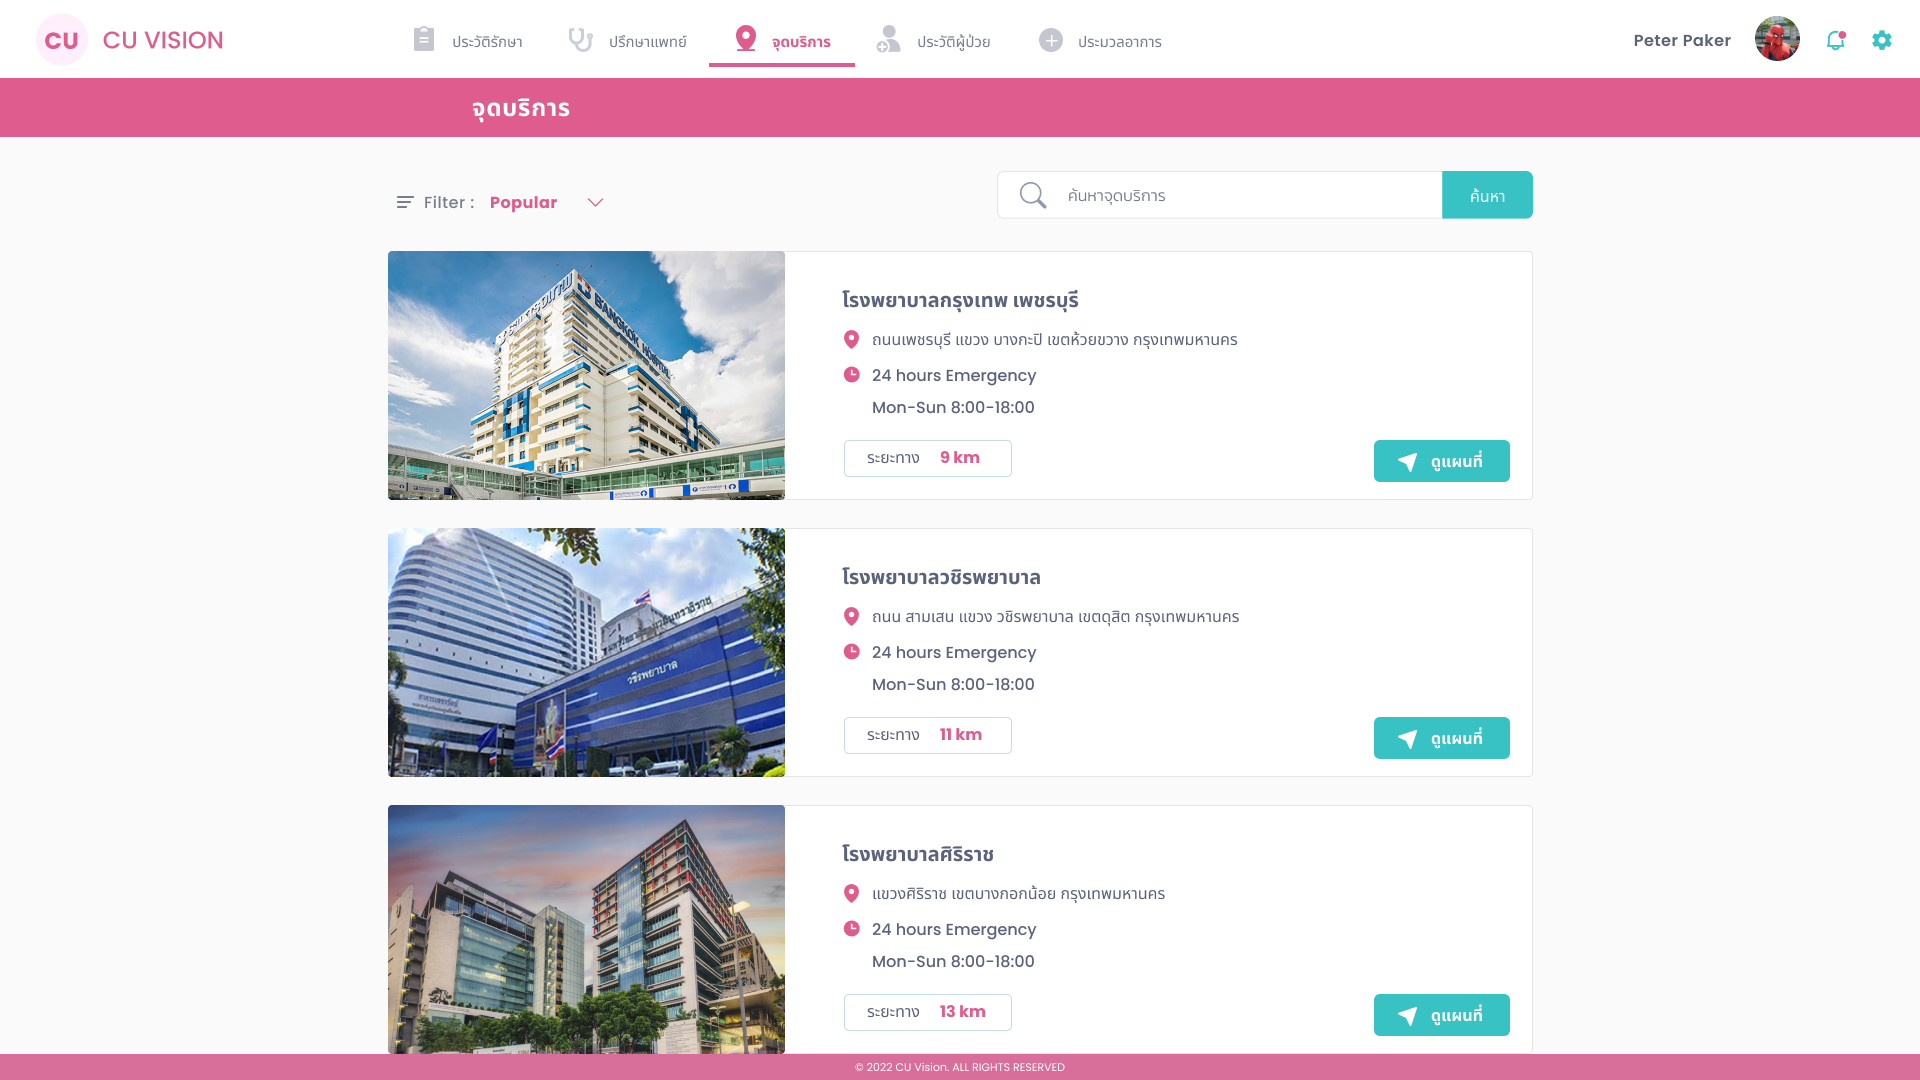 CU CU VISION
ประวัติรักษา ปรึกษาแพทย์ จุดบริการ ประวัติผู้ป่วย ประมวลอาการ
Peter Paker
จุดบริการ
Filter : Popular
ค้นหาจุดบริการ ค้นหา
BANGKOK HOSPITAL
โรงพยาบาลกรุงเทพ เพชรบุรี
ถนนเพชรบุรี แขวง บางกะปิ เขตห้วยขวาง กรุงเทพมหานคร
24 hours Emergency
Mon-Sun 8:00-18:00
ระยะทาง 9 km
ดูแผนที่
วชิรพยาบาล
โรงพยาบาลวชิรพยาบาล
ถนน สามเสน แขวง วชิรพยาบาล เขตดุสิต กรุงเทพมหานคร
24 hours Emergency
Mon-Sun 8:00-18:00
ระยะทาง 11 km
ดูแผนที่
โรงพยาบาลศิริราช
แขวงศิริราช เขตบางกอกน้อย กรุงเทพมหานคร
24 hours Emergency
Mon-Sun 8:00-18:00
ระยะทาง 13 km
ดูแผนที่
© 2022 CU Vision. ALL RIGHTS RESERVED